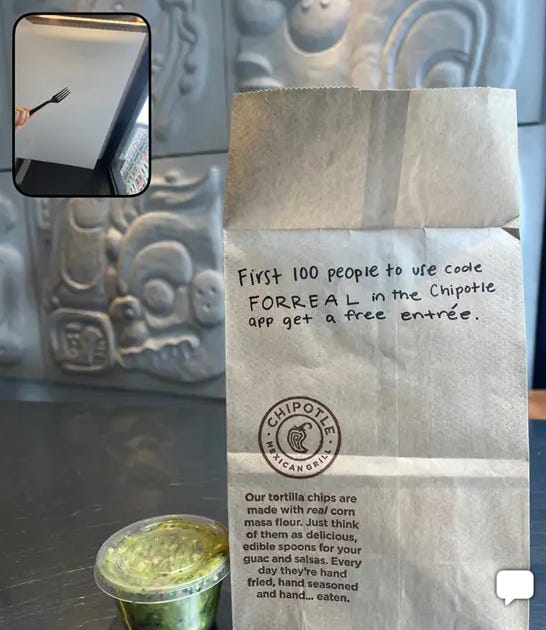 First 100 people to use code
FORREAL in the Chipotle
app get a free entrée.
CHIPOTLE
MEXICAN GRILL
Our tortilla chips are
made with real corn
masa flour. Just think
of them as delicious,
edible spoons for your
guac and salsas. Every
day they're hand
fried, hand seasoned
and hand... eaten.